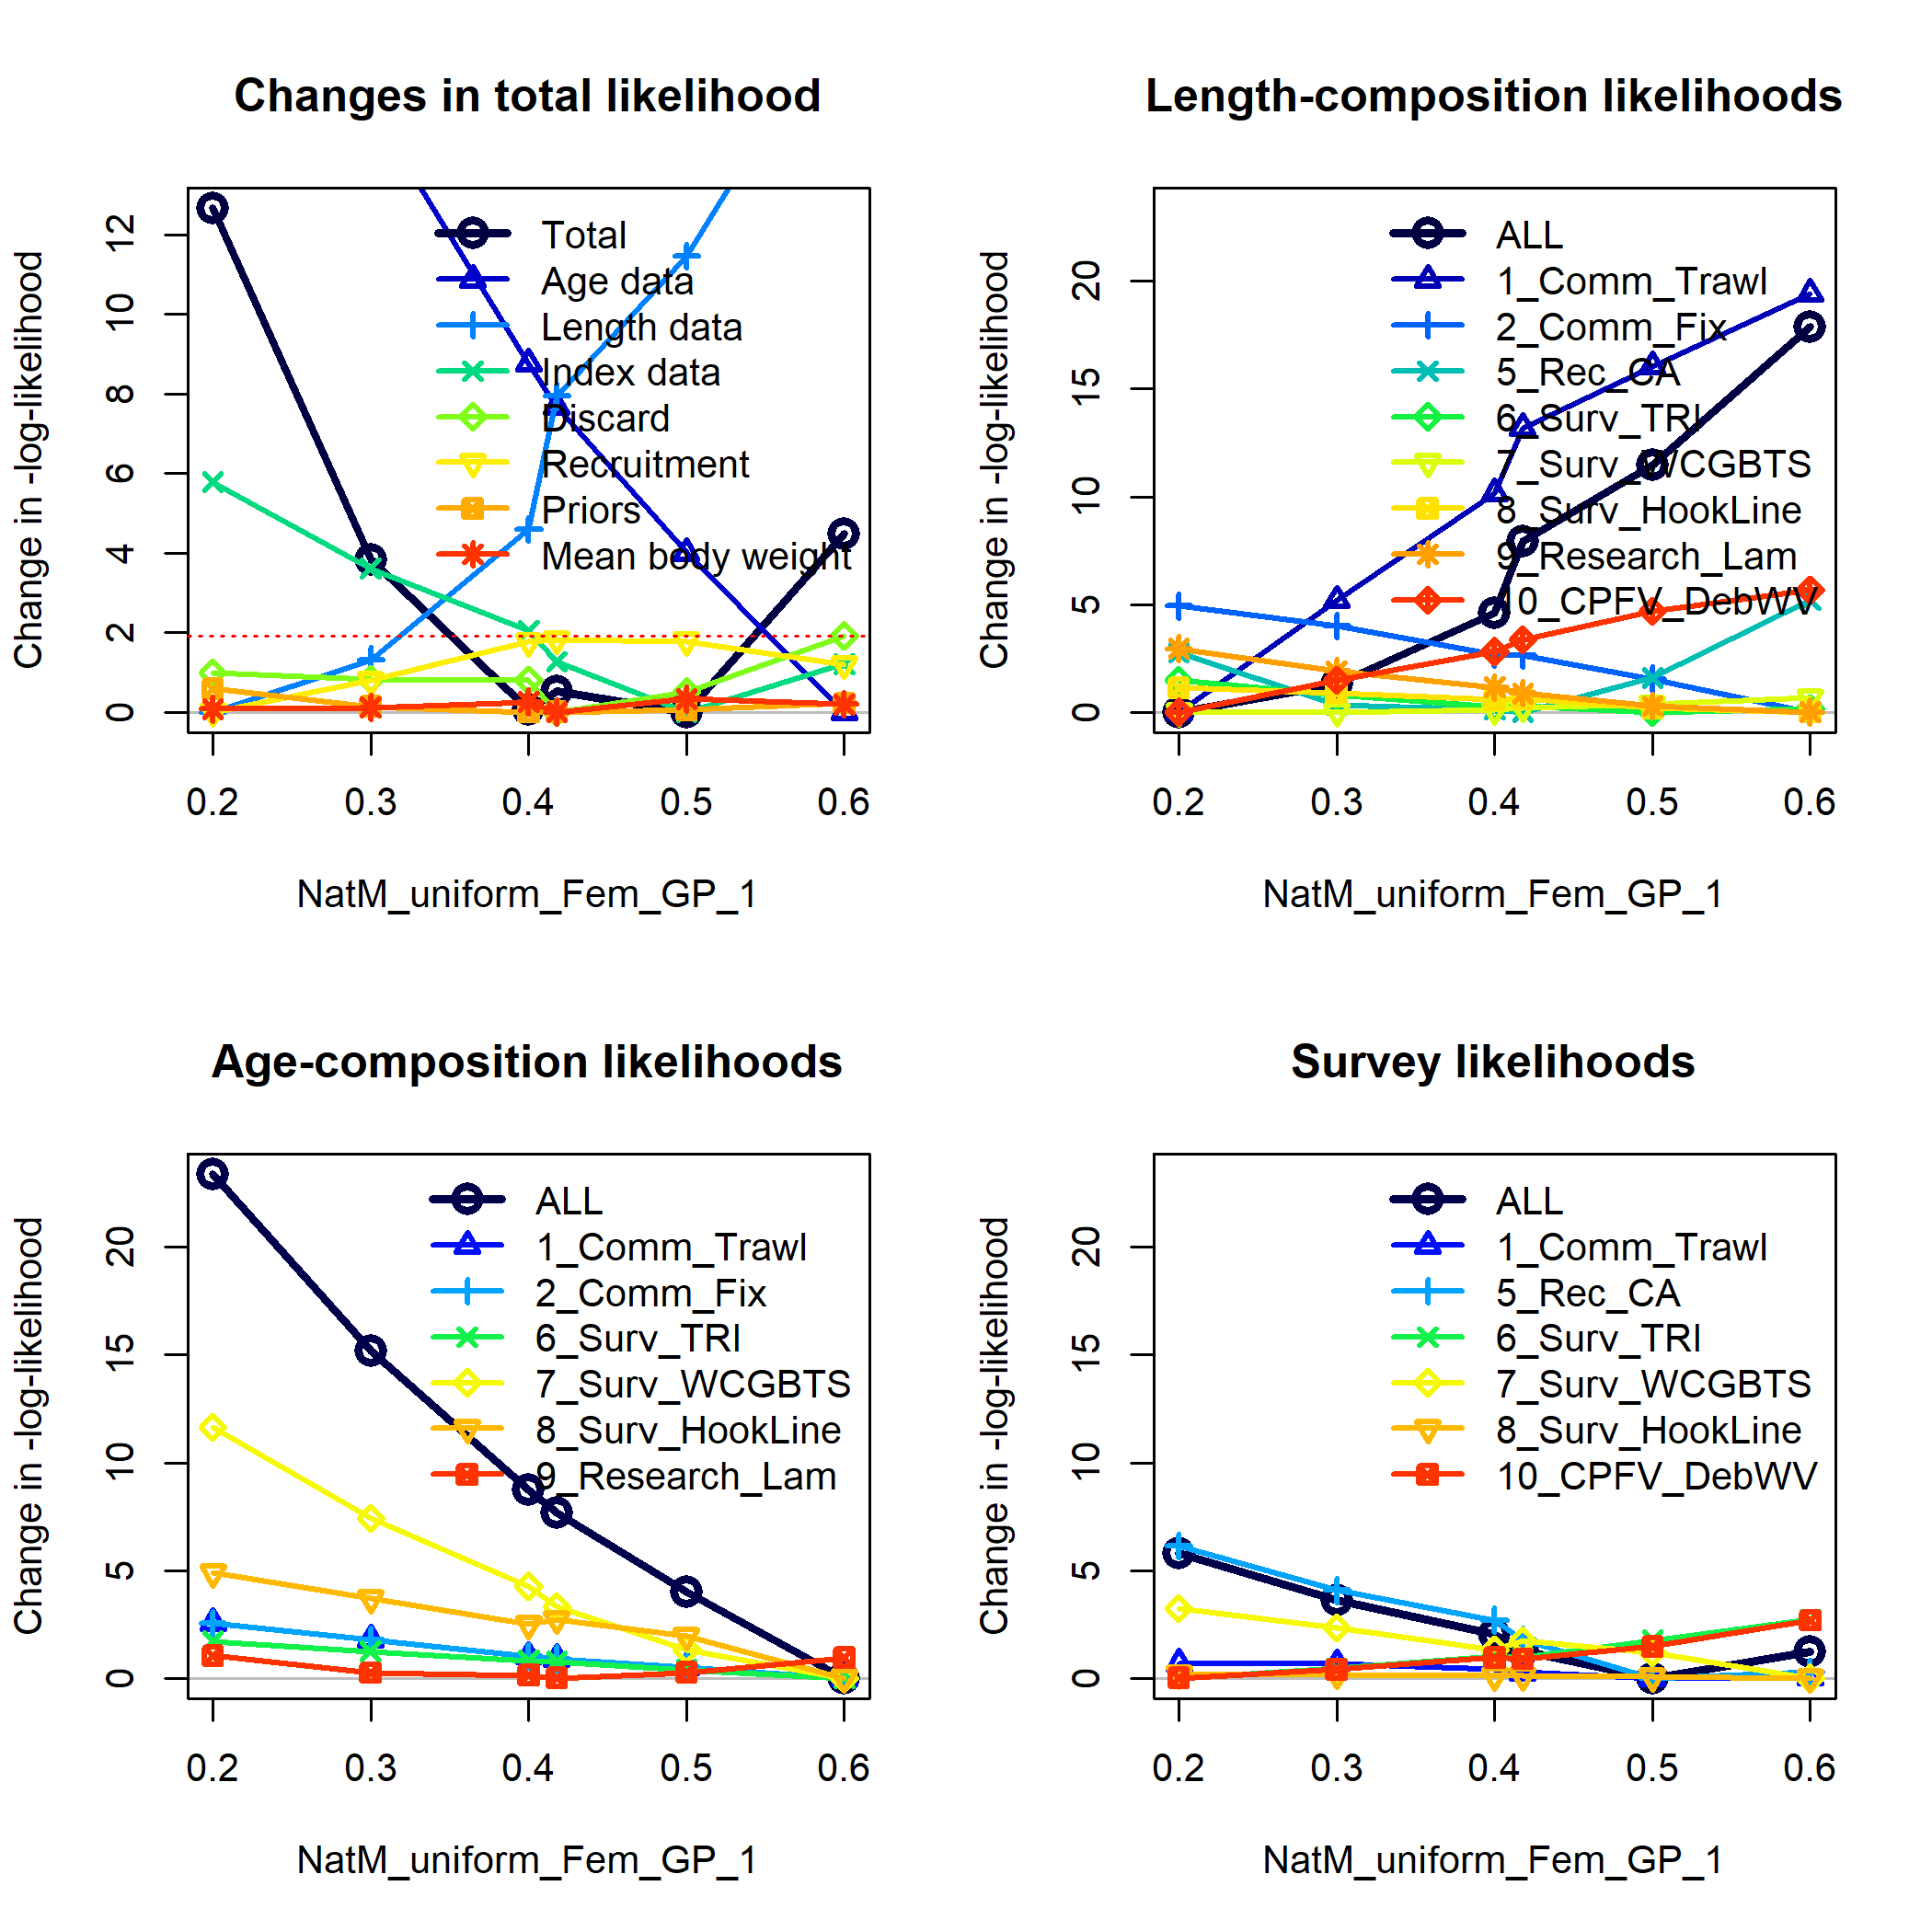 Changes in total likelihood
Change in -log-likelihood
0 2 4 6 8 10 12
Total
Age data
Length data
Index data
Discard
Recruitment
Priors
Mean body weight
0.2 0.3 0.4 0.5 0.6
NatM_uniform_Fem_GP_1
Length-composition likelihoods
Change in -log-likelihood
0 5 10 15 20
ALL
1_Comm_Trawl
2_Comm_Fix
5_Rec_CA
6_Surv_TRI
7_Surv_WCGBTS
8_Surv_HookLine
9_Research_Lam
10_CPFV_DebWV
0.2 0.3 0.4 0.5 0.6
NatM_uniform_Fem_GP_1
Age-composition likelihoods
Change in -log-likelihood
0 5 10 15 20
ALL
1_Comm_Trawl
2_Comm_Fix
6_Surv_TRI
7_Surv_WCGBTS
8_Surv_HookLine
9_Research_Lam
0.2 0.3 0.4 0.5 0.6
NatM_uniform_Fem_GP_1
Survey likelihoods
Change in -log-likelihood
0 5 10 15 20
ALL
1_Comm_Trawl
5_Rec_CA
6_Surv_TRI
7_Surv_WCGBTS
8_Surv_HookLine
10_CPFV_DebWV
0.2 0.3 0.4 0.5 0.6
NatM_uniform_Fem_GP_1